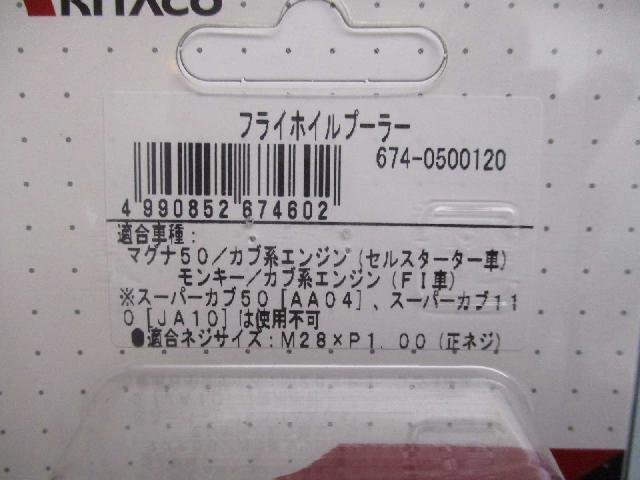 KITACO
フライホイルプーラー
674-0500120
4 990852 674602
適合車種：
マグナ50／カブ系エンジン(セルスターター車)
モンキー／カブ系エンジン(FI車)
※スーパーカブ50［AA04］、スーパーカブ11
0［JA10］は使用不可
●適合ネジサイズ：M28×P1．00(正ネジ)